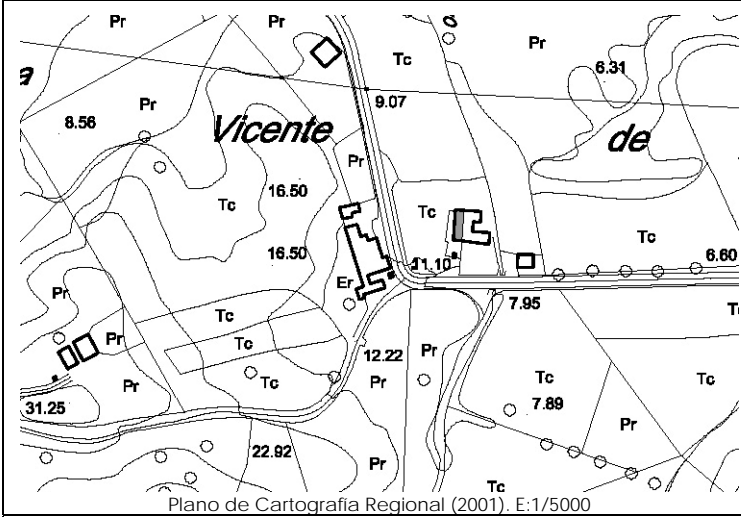 Pr
Pr
Tc
Pr
6.31
a
Pr
9.07
8.56
Vicente
de
Pr
Tc
16.50
Tc
Tc
16.50
11.10
6.60
Pr
Er
7.95
Tc
Pr
Tc
12.22
Pr
Pr
Tc
Pr
Tc
31.25
7.89
Pr
22.92
Pr
Tc
Plano de Cartografía Regional (2001). E:1/5000